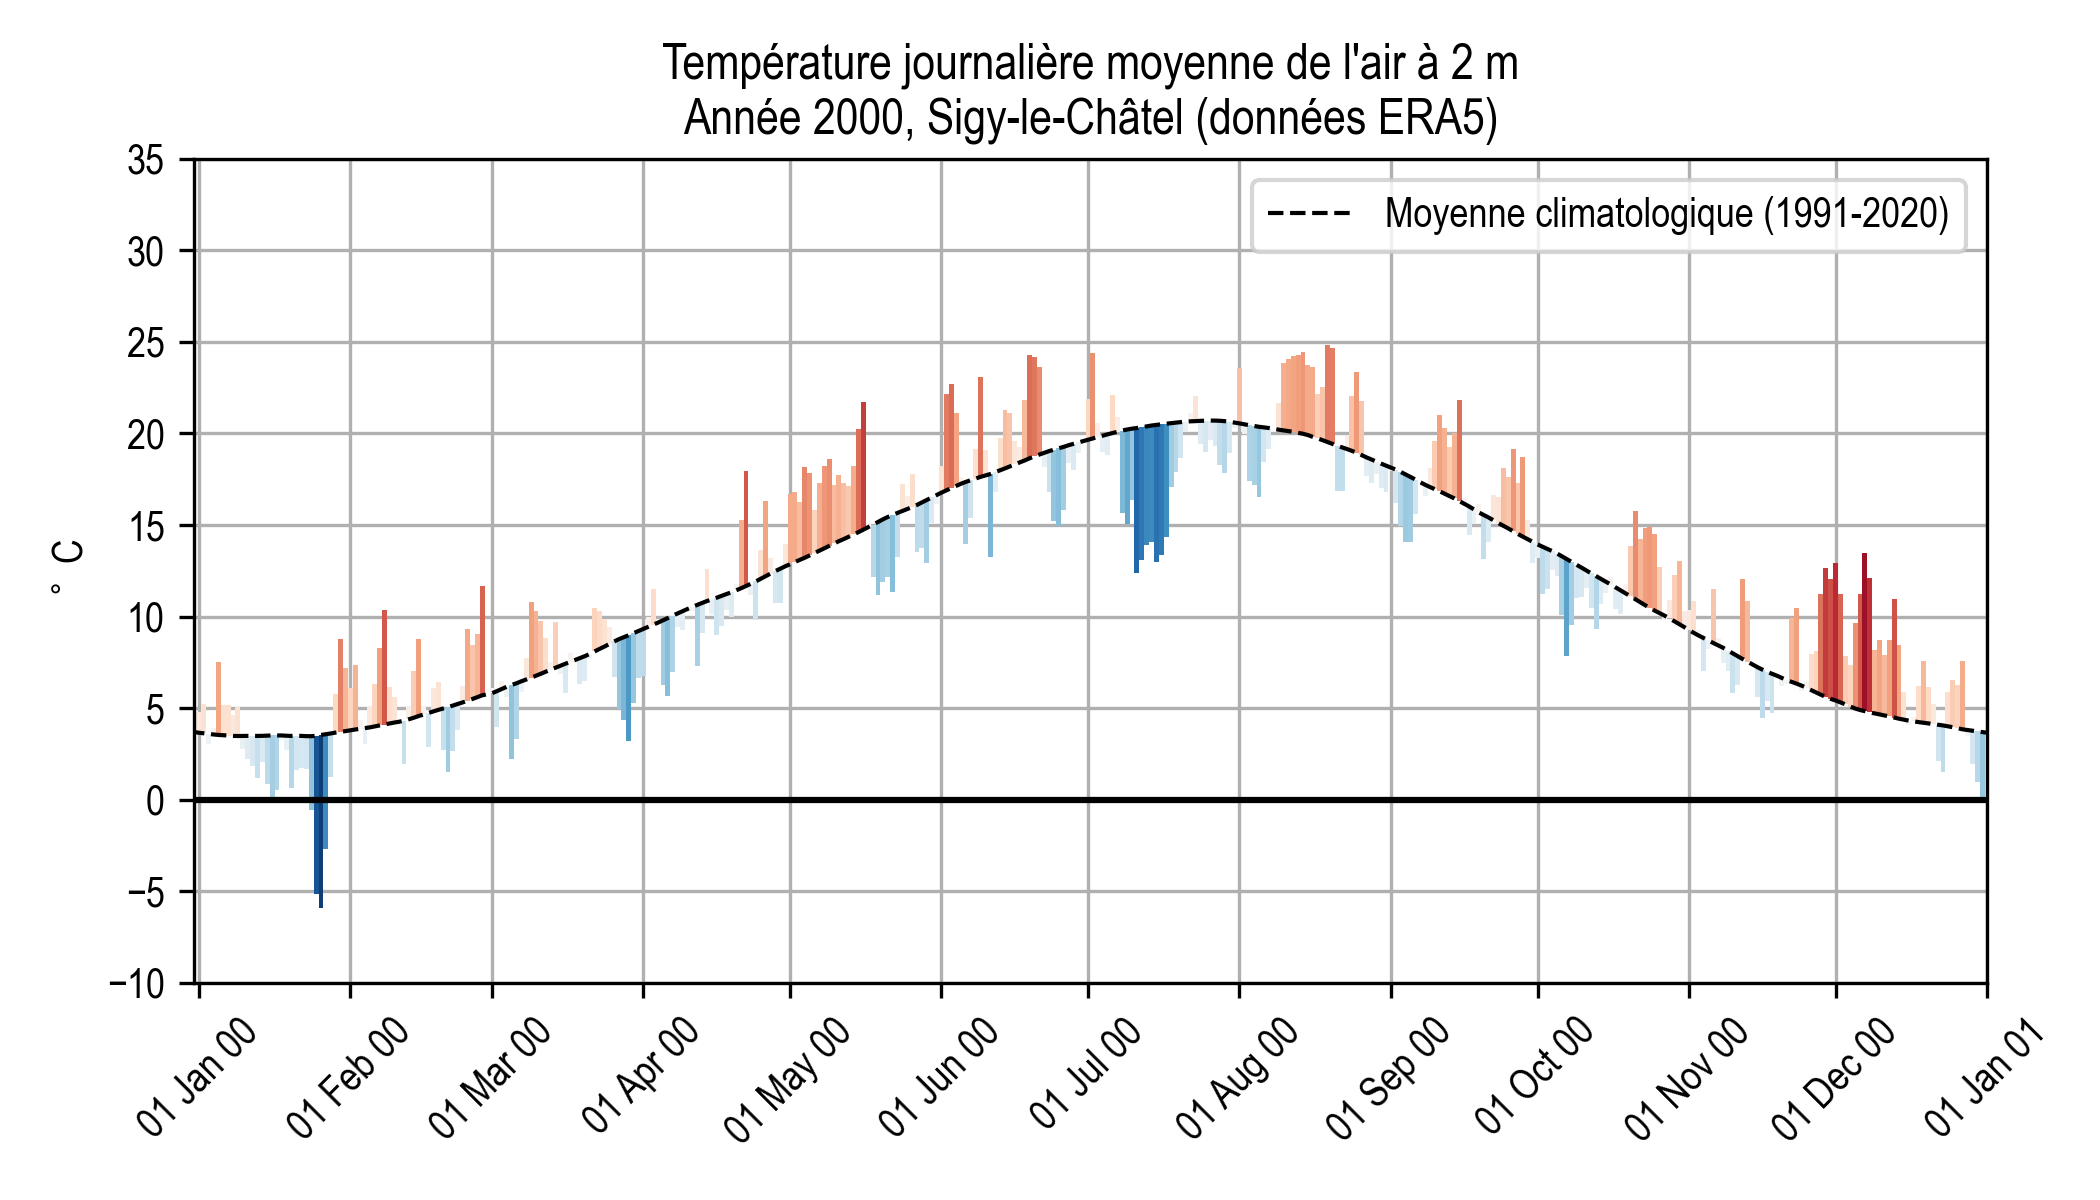 Température journalière moyenne de l'air à 2 m
Année 2000, Sigy-le-Châtel (données ERA5)
35
30
25
20
15
10
5
0
−5
−10
° C
Moyenne climatologique (1991-2020)
01 Jan 00
01 Feb 00
01 Mar 00
01 Apr 00
01 May 00
01 Jun 00
01 Jul 00
01 Aug 00
01 Sep 00
01 Oct 00
01 Nov 00
01 Dec 00
01 Jan 01